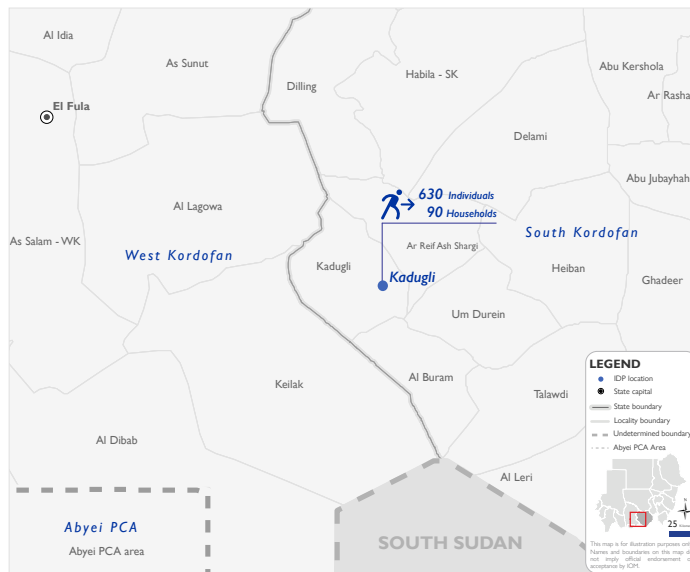 Al Idia
As Sunut
Dilling
Habila - SK
Abu Kershola
Ar Rasha
El Fula
Delami
Abu Jubayhah
Al Lagowa
630 Individuals
90 Households
South Kordofan
As Salam - WK
West Kordofan
Kadugli
Ar Reif Ash Shargi
Heiban
Ghadeer
Kadugli
Um Durein
Keilak
Al Buram
Talawdi
Al Dibab
Al Leri
Abyei PCA
Abyei PCA area
SOUTH SUDAN
LEGEND
IDP location
State capital
State boundary
Locality boundary
Undetermined boundary
Abyei PCA Area
25
This map is for illustration purposes only
Names and boundaries on this map d
not imply official endorsement o
acceptance by IOM.